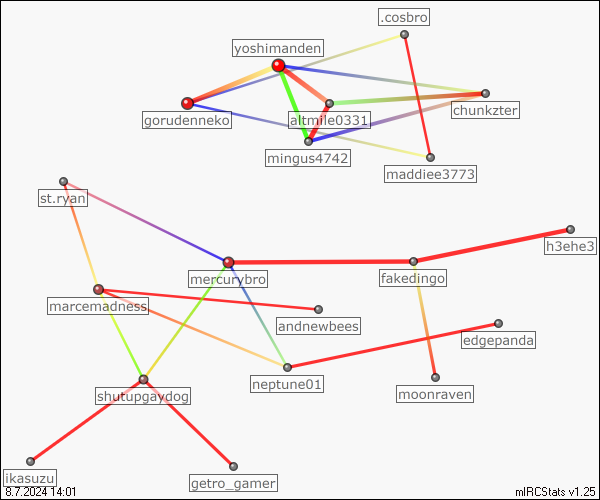 .cosbro
yoshimanden
gorudenneko
altmile0331
chunkzter
mingus4742
maddiee3773
st.ryan
h3ehe3
mercurybro
fakedingo
marcemadness
andnewbees
edgepanda
shutupgaydog
neptune01
moonraven
ikasuzu
getro_gamer
8.7.2024 14:01
mIRCStats v1.25